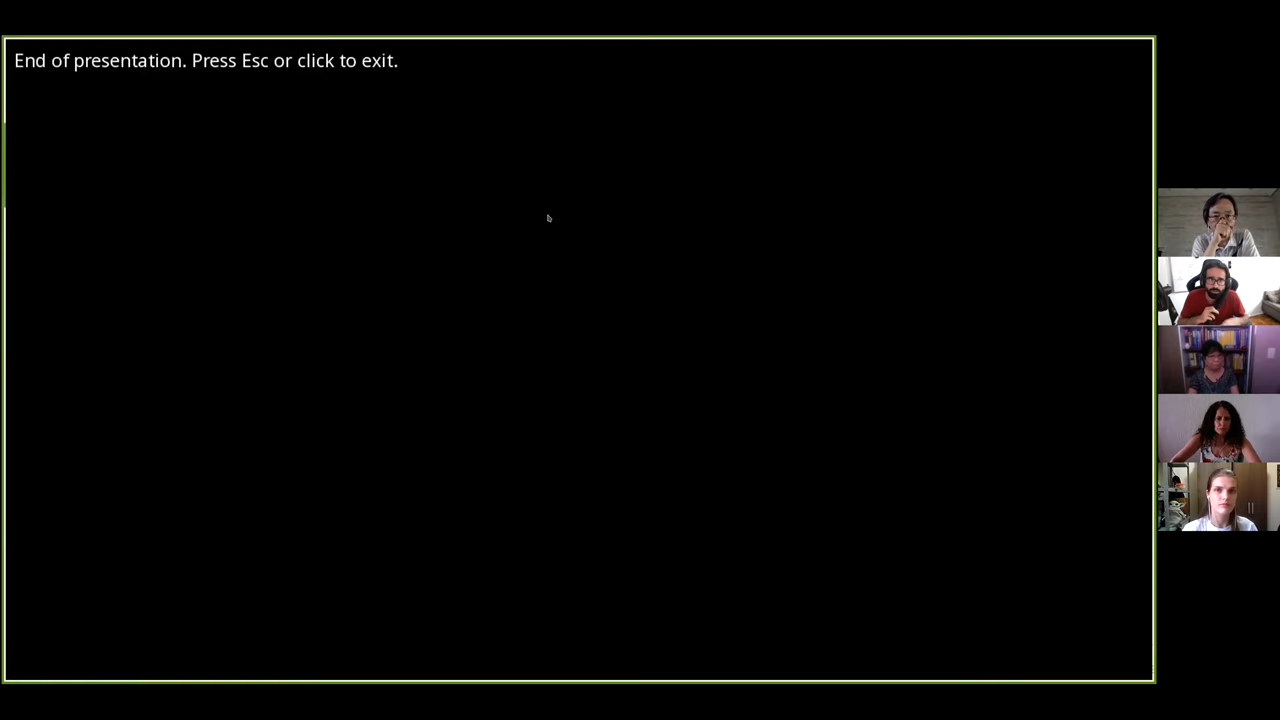 End of presentation. Press Esc or click to exit.